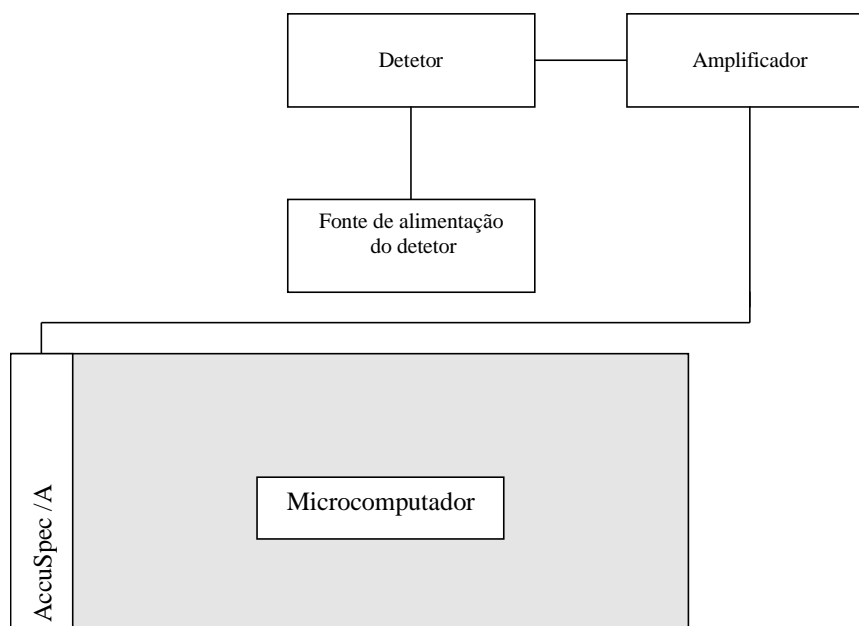 Detetor
Amplificador
Fonte de alimentação
do detetor
Microcomputador
AccuSpec /A